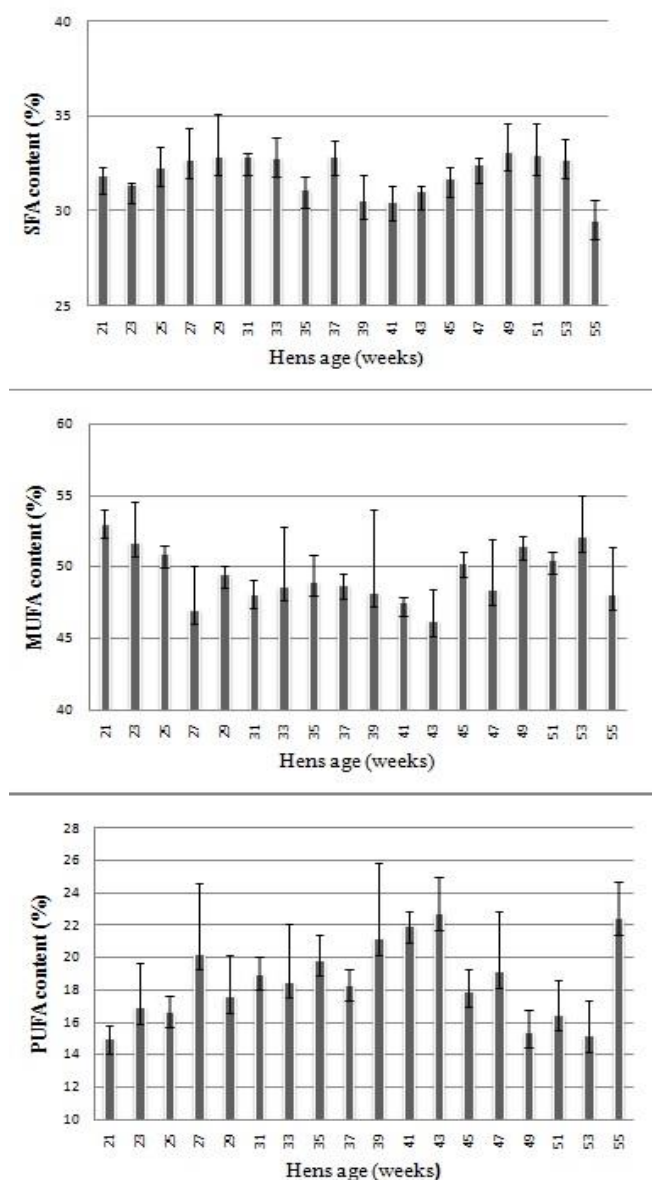 40
35
30
25
SFA content (%)
21 23 25 27 29 31 33 35 37 39 41 43 45 47 49 51 53 55
Hens age (weeks)
60
55
50
45
40
MUFA content (%)
21 23 25 27 29 31 33 35 37 39 41 43 45 47 49 51 53 55
Hens age (weeks)
28
26
24
22
20
18
16
14
12
10
PUFA content (%)
21 23 25 27 29 31 33 35 37 39 41 43 45 47 49 51 53 55
Hens age (weeks)